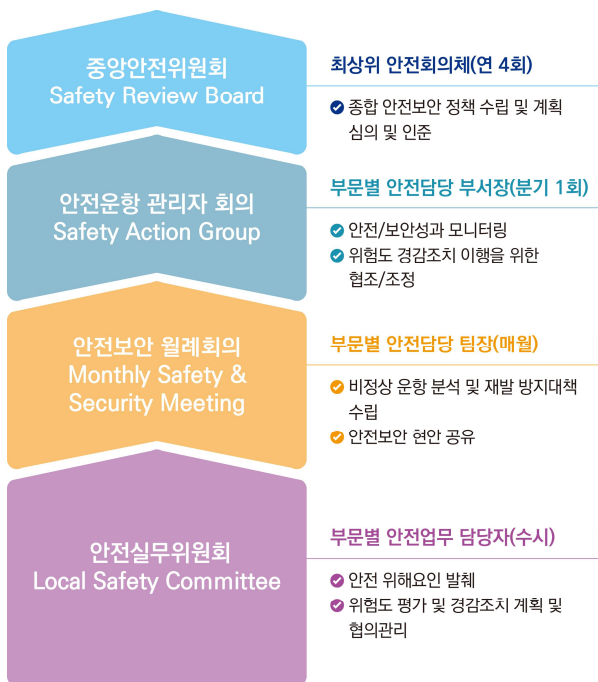 중앙안전위원회
Safety Review Board
최상위 안전회의체(연 4회)
종합 안전보안 정책 수립 및 계획
심의 및 인준
안전운항 관리자 회의
Safety Action Group
부문별 안전담당 부서장(분기 1회)
안전/보안성과 모니터링
위험도 경감조치 이행을 위한
협조/조정
안전보안 월례회의
Monthly Safety &
Security Meeting
부문별 안전담당 팀장(매월)
비정상 운항 분석 및 재발 방지대책
수립
안전보안 현안 공유
안전실무위원회
Local Safety Committee
부문별 안전업무 담당자(수시)
안전 위해요인 발췌
위험도 평가 및 경감조치 계획 및
협의관리